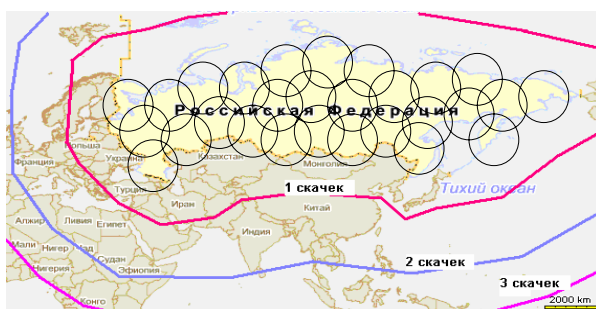 Российская Федерация
Польша
Украина
Франция
Казахстан
Монголия
Турция
1 скачек
Тихий океан
Иран
Китай
Алжир
Ливия
Египет
Индия
Мали
Нигер
Чад
Судан
2 скачек
Нигерия
Эфиопия
3 скачек
Конго
2000 km